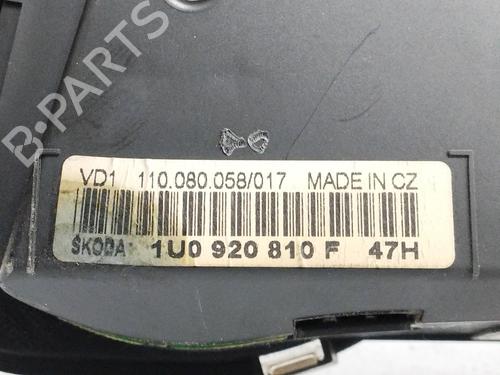 B-PARTS
VD1 110.080.058/017 MADE IN CZ
ŠKODA 1U0 920 810 F 47H